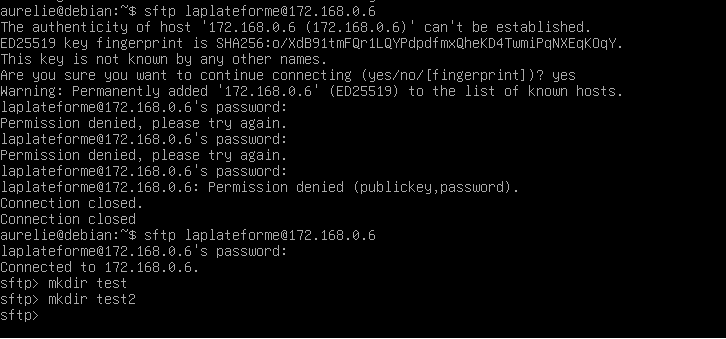 aurelie@debian:~$ sftp laplateforme@172.168.0.6
The authenticity of host '172.168.0.6 (172.168.0.6)' can't be established.
ED25519 key fingerprint is SHA256:o/XdB91tmFQr1LQYPdpdfmxQheKD4TwmiPqNXEqKOqY.
This key is not known by any other names.
Are you sure you want to continue connecting (yes/no/[fingerprint])? yes
Warning: Permanently added '172.168.0.6' (ED25519) to the list of known hosts.
laplateforme@172.168.0.6's password:
Permission denied, please try again.
laplateforme@172.168.0.6's password:
Permission denied, please try again.
laplateforme@172.168.0.6's password:
laplateforme@172.168.0.6: Permission denied (publickey,password).
Connection closed.
Connection closed
aurelie@debian:~$ sftp laplateforme@172.168.0.6
laplateforme@172.168.0.6's password:
Connected to 172.168.0.6.
sftp> mkdir test
sftp> mkdir test2
sftp>